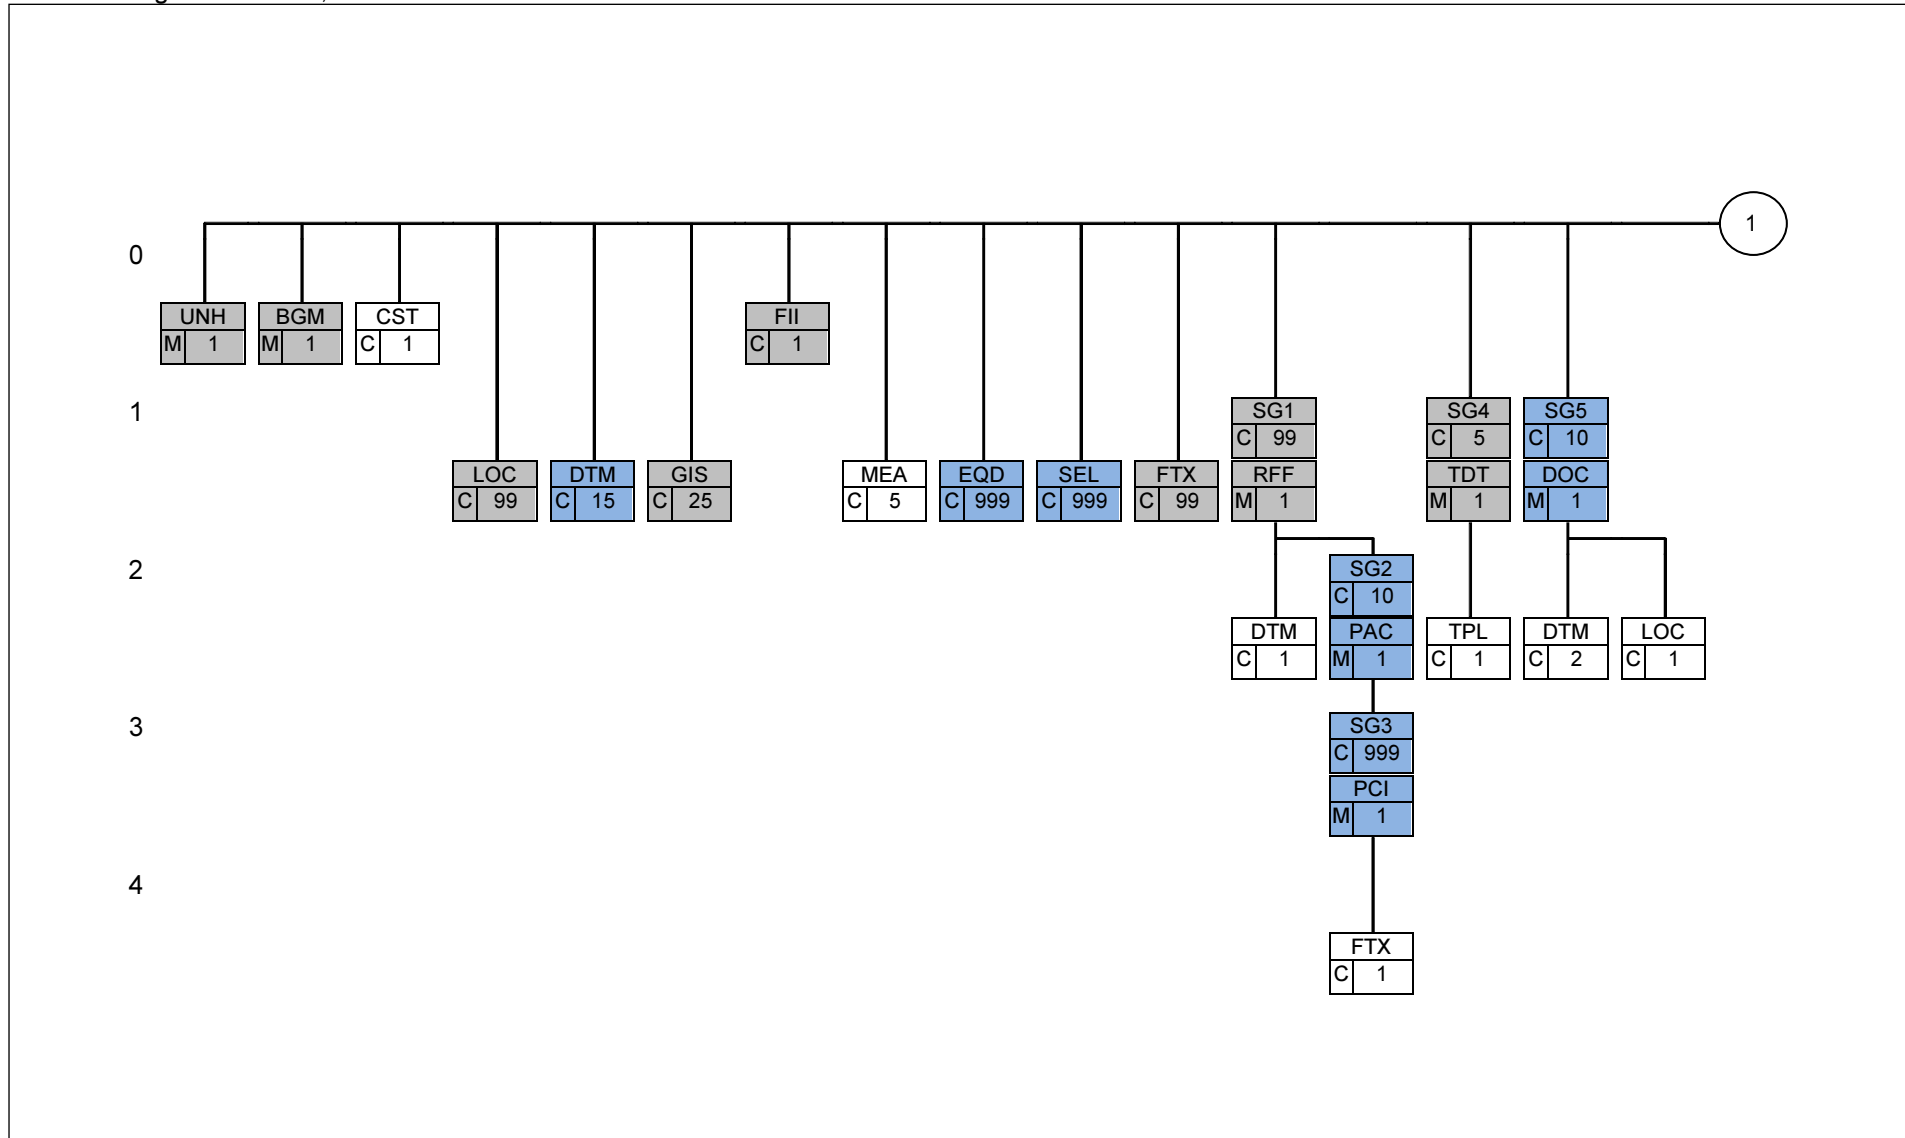 1
0
UNH BGM CST FII
M 1 M 1 C 1 C 1
1
SG1 SG4 SG5
C 99 C 5 C 10
LOC DTM GIS MEA EQD SEL FTX RFF TDT DOC
C 99 C 15 C 25 C 5 C 999 C 999 C 99 M 1 M 1 M 1
2
SG2
C 10
DTM PAC TPL DTM LOC
C 1 M 1 C 1 C 2 C 1
3
SG3
C 999
PCI
M 1
4
FTX
C 1